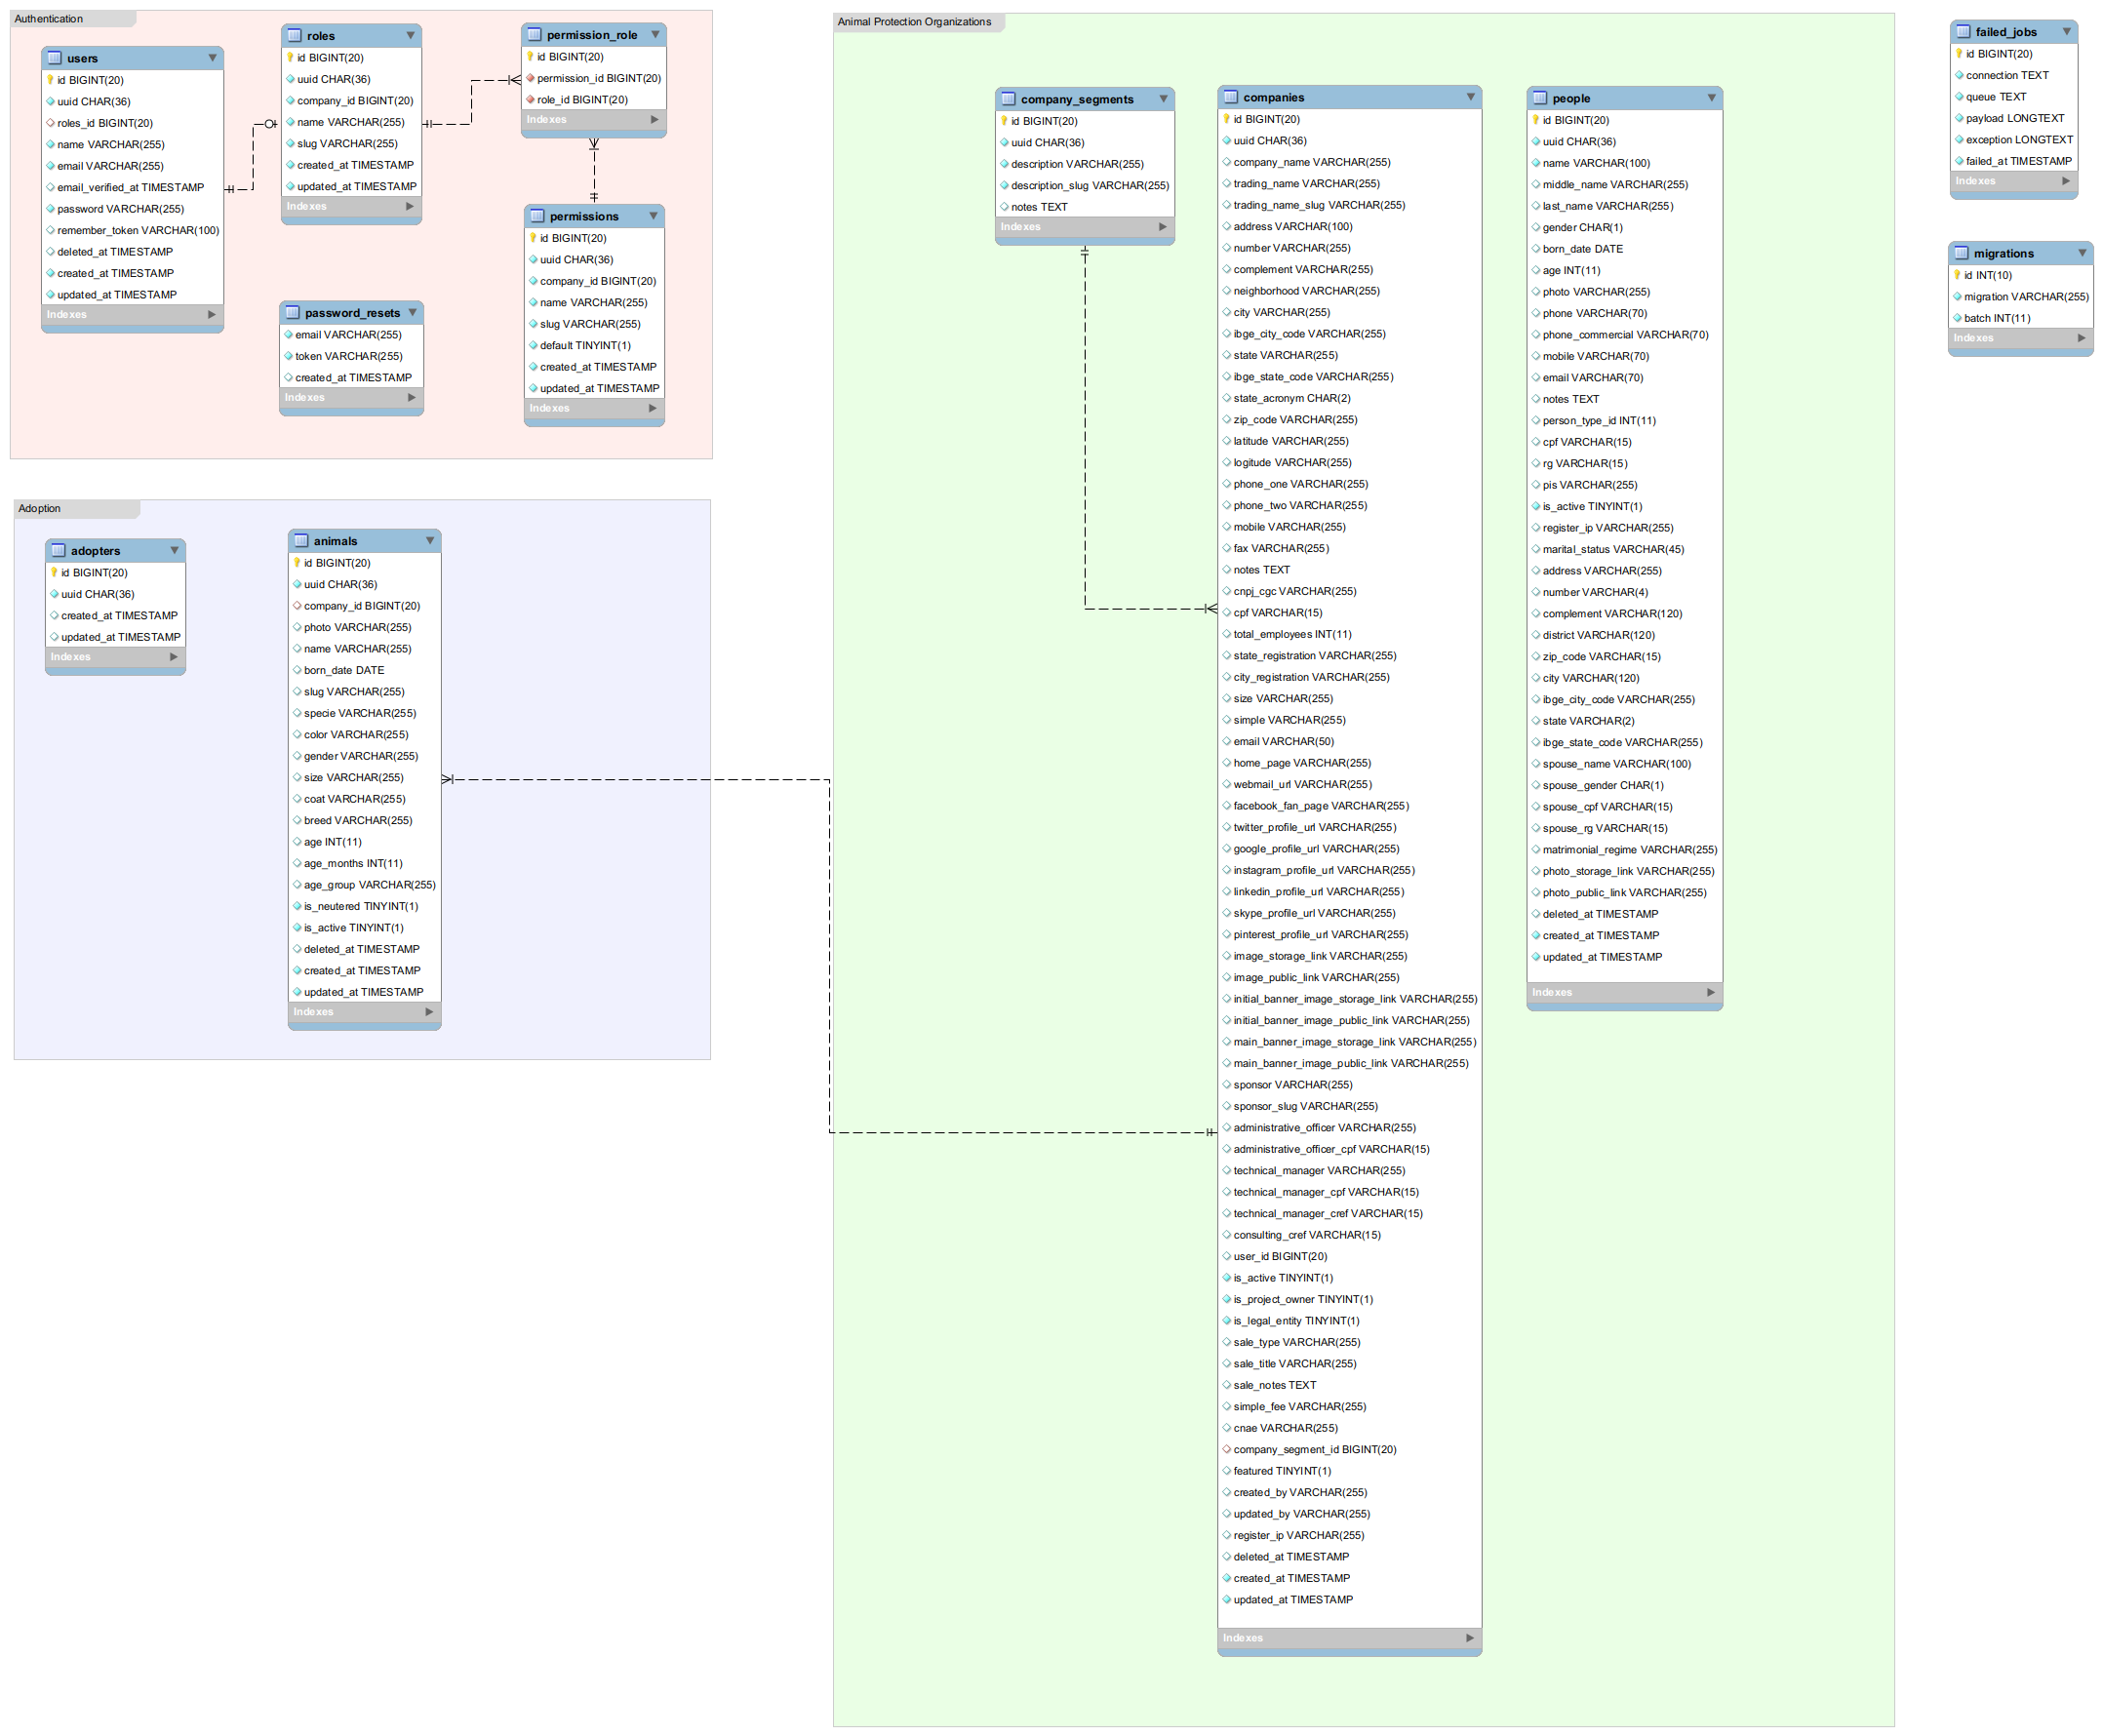 Authentication
users
id BIGINT(20)
uuid CHAR(36)
roles_id BIGINT(20)
name VARCHAR(255)
email VARCHAR(255)
email_verified_at TIMESTAMP
password VARCHAR(255)
remember_token VARCHAR(100)
deleted_at TIMESTAMP
created_at TIMESTAMP
updated_at TIMESTAMP
Indexes
roles
id BIGINT(20)
uuid CHAR(36)
company_id BIGINT(20)
name VARCHAR(255)
slug VARCHAR(255)
created_at TIMESTAMP
updated_at TIMESTAMP
Indexes
permission_role
id BIGINT(20)
permission_id BIGINT(20)
role_id BIGINT(20)
Indexes
permissions
id BIGINT(20)
uuid CHAR(36)
company_id BIGINT(20)
name VARCHAR(255)
slug VARCHAR(255)
default TINYINT(1)
created_at TIMESTAMP
updated_at TIMESTAMP
Indexes
password_resets
email VARCHAR(255)
token VARCHAR(255)
created_at TIMESTAMP
Indexes
Adoption
adopters
id BIGINT(20)
uuid CHAR(36)
created_at TIMESTAMP
updated_at TIMESTAMP
Indexes
animals
id BIGINT(20)
uuid CHAR(36)
company_id BIGINT(20)
photo VARCHAR(255)
name VARCHAR(255)
born_date DATE
slug VARCHAR(255)
specie VARCHAR(255)
color VARCHAR(255)
gender VARCHAR(255)
size VARCHAR(255)
coat VARCHAR(255)
breed VARCHAR(255)
age INT(11)
age_months INT(11)
age_group VARCHAR(255)
is_neutered TINYINT(1)
is_active TINYINT(1)
deleted_at TIMESTAMP
created_at TIMESTAMP
updated_at TIMESTAMP
Indexes
Animal Protection Organizations
company_segments
id BIGINT(20)
uuid CHAR(36)
description VARCHAR(255)
description_slug VARCHAR(255)
notes TEXT
Indexes
companies
id BIGINT(20)
uuid CHAR(36)
company_name VARCHAR(255)
trading_name VARCHAR(255)
trading_name_slug VARCHAR(255)
address VARCHAR(100)
number VARCHAR(255)
complement VARCHAR(255)
neighborhood VARCHAR(255)
city VARCHAR(255)
ibge_city_code VARCHAR(255)
state VARCHAR(255)
ibge_state_code VARCHAR(255)
state_acronym CHAR(2)
zip_code VARCHAR(255)
latitude VARCHAR(255)
logitude VARCHAR(255)
phone_one VARCHAR(255)
phone_two VARCHAR(255)
mobile VARCHAR(255)
fax VARCHAR(255)
notes TEXT
cnpj_cgc VARCHAR(255)
cpf VARCHAR(15)
total_employees INT(11)
state_registration VARCHAR(255)
city_registration VARCHAR(255)
size VARCHAR(255)
simple VARCHAR(255)
email VARCHAR(50)
home_page VARCHAR(255)
webmail_url VARCHAR(255)
facebook_fan_page VARCHAR(255)
twitter_profile_url VARCHAR(255)
google_profile_url VARCHAR(255)
instagram_profile_url VARCHAR(255)
linkedin_profile_url VARCHAR(255)
skype_profile_url VARCHAR(255)
pinterest_profile_url VARCHAR(255)
image_storage_link VARCHAR(255)
image_public_link VARCHAR(255)
initial_banner_image_storage_link VARCHAR(255)
initial_banner_image_public_link VARCHAR(255)
main_banner_image_storage_link VARCHAR(255)
main_banner_image_public_link VARCHAR(255)
sponsor VARCHAR(255)
sponsor_slug VARCHAR(255)
administrative_officer VARCHAR(255)
administrative_officer_cpf VARCHAR(15)
technical_manager VARCHAR(255)
technical_manager_cpf VARCHAR(15)
technical_manager_cref VARCHAR(15)
consulting_cref VARCHAR(15)
user_id BIGINT(20)
is_active TINYINT(1)
is_project_owner TINYINT(1)
is_legal_entity TINYINT(1)
sale_type VARCHAR(255)
sale_title VARCHAR(255)
sale_notes TEXT
simple_fee VARCHAR(255)
cnae VARCHAR(255)
company_segment_id BIGINT(20)
featured TINYINT(1)
created_by VARCHAR(255)
updated_by VARCHAR(255)
register_ip VARCHAR(255)
deleted_at TIMESTAMP
created_at TIMESTAMP
updated_at TIMESTAMP
Indexes
people
id BIGINT(20)
uuid CHAR(36)
name VARCHAR(100)
middle_name VARCHAR(255)
last_name VARCHAR(255)
gender CHAR(1)
born_date DATE
age INT(11)
photo VARCHAR(255)
phone VARCHAR(70)
phone_commercial VARCHAR(70)
mobile VARCHAR(70)
email VARCHAR(70)
notes TEXT
person_type_id INT(11)
cpf VARCHAR(15)
rg VARCHAR(15)
pis VARCHAR(255)
is_active TINYINT(1)
register_ip VARCHAR(255)
marital_status VARCHAR(45)
address VARCHAR(255)
number VARCHAR(4)
complement VARCHAR(120)
district VARCHAR(120)
zip_code VARCHAR(15)
city VARCHAR(120)
ibge_city_code VARCHAR(255)
state VARCHAR(2)
ibge_state_code VARCHAR(255)
spouse_name VARCHAR(100)
spouse_gender CHAR(1)
spouse_cpf VARCHAR(15)
spouse_rg VARCHAR(15)
matrimonial_regime VARCHAR(255)
photo_storage_link VARCHAR(255)
photo_public_link VARCHAR(255)
deleted_at TIMESTAMP
created_at TIMESTAMP
updated_at TIMESTAMP
Indexes
failed_jobs
id BIGINT(20)
connection TEXT
queue TEXT
payload LONGTEXT
exception LONGTEXT
failed_at TIMESTAMP
Indexes
migrations
id INT(10)
migration VARCHAR(255)
batch INT(11)
Indexes